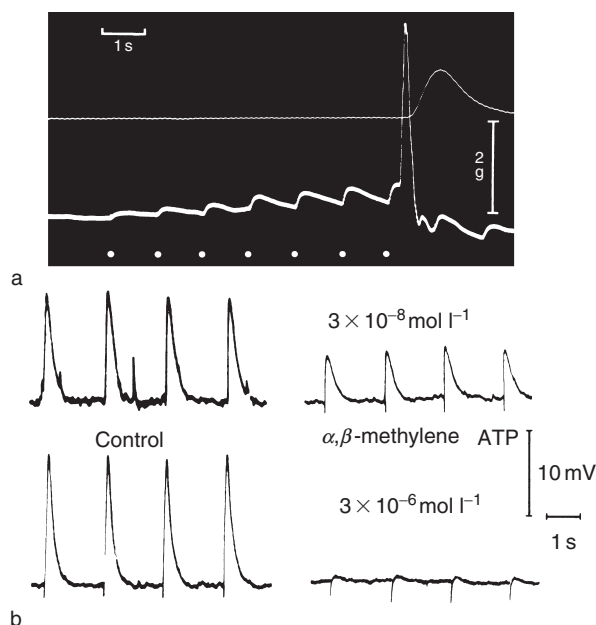 1 s
2
g
a
3 × 10⁻⁸ mol l⁻¹
Control
α,β-methylene ATP
10 mV
3 × 10⁻⁶ mol l⁻¹
1 s
b